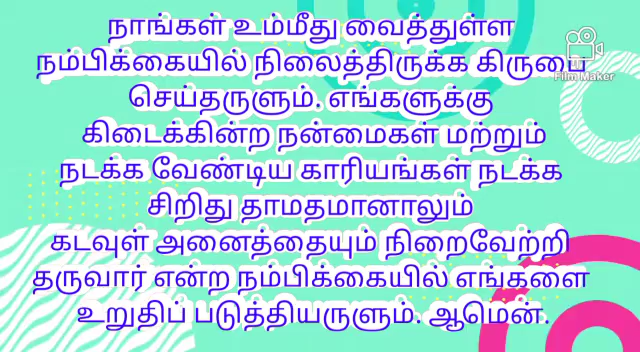 நாங்கள் உம்மீது வைத்துள்ள
நம்பிக்கையில் நிலைத்திருக்க கிருபை
செய்தருளும். எங்களுக்கு
கிடைக்கின்ற நன்மைகள் மற்றும்
நடக்க வேண்டிய காரியங்கள் நடக்க
சிறிது தாமதமானாலும்
கடவுள் அனைத்தையும் நிறைவேற்றி
தருவார் என்ற நம்பிக்கையில் எங்களை
உறுதிப் படுத்தியருளும். ஆமென்.
Film Maker